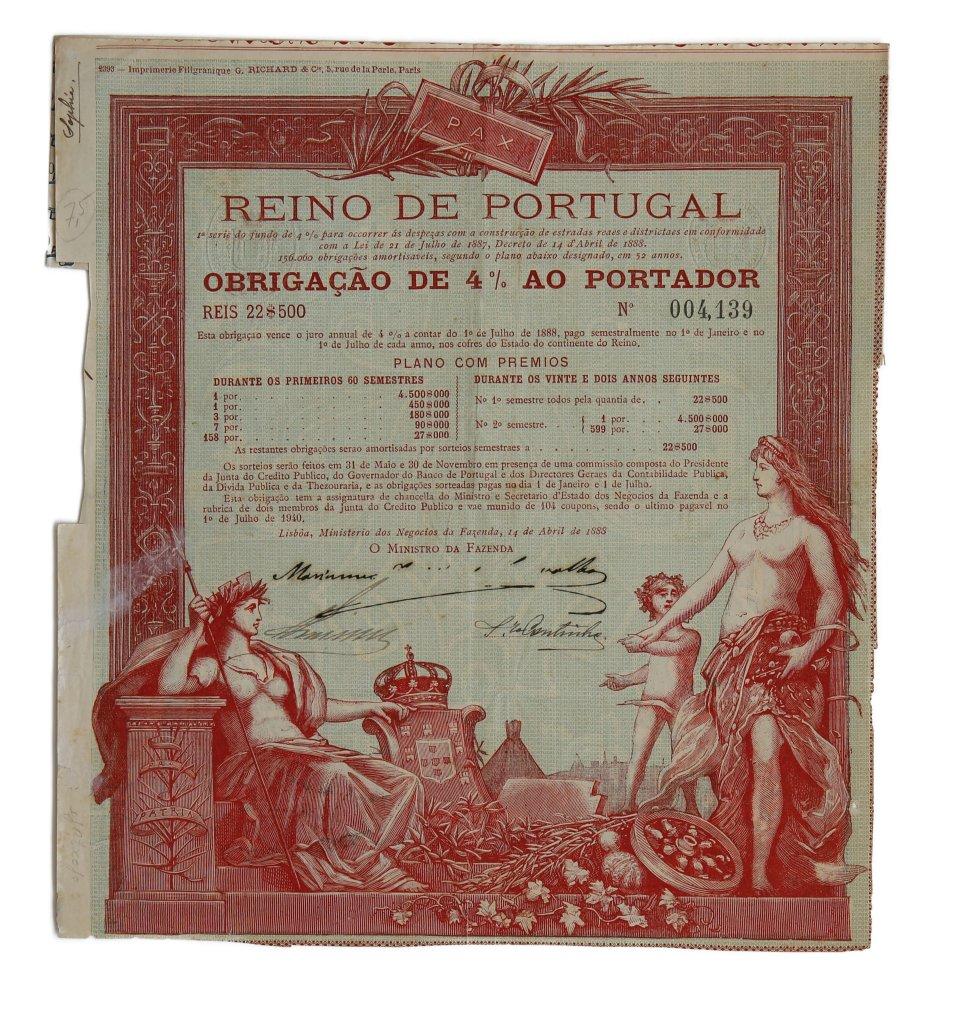 Sophia.
2393 — Imprimerie Filigranique G. RICHARD & Cie, 5, rue de la Perle, Paris
PAX
REINO DE PORTUGAL
1ª serie do fundo de 4 % para occorrer ás despezas com a construcção de estradas reaes e districtaes em conformidade
com a Lei de 21 de Julho de 1887, Decreto de 14 d'Abril de 1888.
156.060 obrigações amortisaveis, segundo o plano abaixo designado, em 52 annos.
OBRIGAÇÃO DE 4 % AO PORTADOR
REIS 22$500 Nº 004,139
Esta obrigação vence o juro annual de 4 % a contar do 1º de Julho de 1888, pago semestralmente no 1º de Janeiro e no
1º de Julho de cada anno, nos cofres do Estado do continente do Reino.
PLANO COM PREMIOS
DURANTE OS PRIMEIROS 60 SEMESTRES
1 por. 4.500$000
1 por. 450$000
3 por. 180$000
7 por. 90$000
158 por. 27$000
DURANTE OS VINTE E DOIS ANNOS SEGUINTES
No 1º semestre todos pela quantia de. . 22$500
No 2º semestre. { 1 por. 4.500$000
{ 599 por. 27$000
As restantes obrigações serao amortisadas por sorteios semestraes a 22$500
Os sorteios serão feitos em 31 de Maio e 30 de Novembro em presença de uma commissão composta do Presidente
da Junta do Credito Publico, do Governador do Banco de Portugal e dos Directores Geraes da Contabilidade Publica,
da Divida Publica e da Thezouraria, e as obrigações sorteadas pagas no dia 1 de Janeiro e 1 de Julho.
Esta obrigação tem a assignatura de chancella do Ministro e Secretario d'Estado dos Negocios da Fazenda e a
rubrica de dois membros da Junta do Credito Publico e vae munido de 104 coupons, sendo o ultimo pagavel no
1º de Julho de 1940.
Lisbôa, Ministerio dos Negocios da Fazenda, 14 de Abril de 1888
O MINISTRO DA FAZENDA
PATRIA